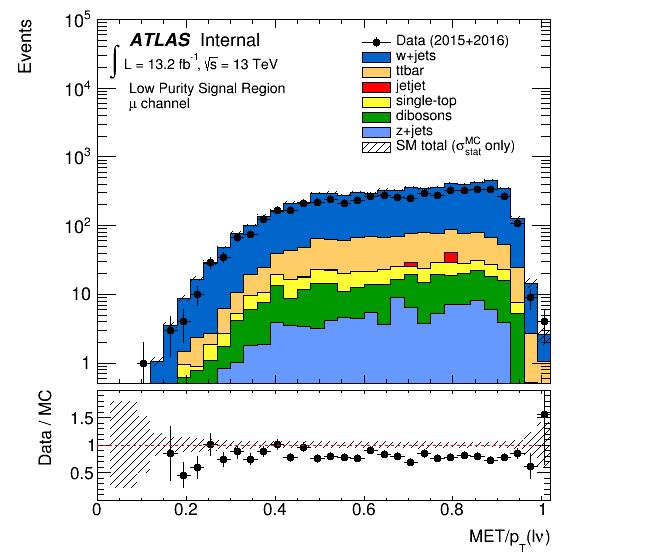 Events
10⁵
10⁴
10³
10²
10
1
ATLAS Internal
∫ L = 13.2 fb⁻¹, √s = 13 TeV
Low Purity Signal Region
μ channel
Data (2015+2016)
w+jets
ttbar
jetjet
single-top
dibosons
z+jets
SM total (σ^MC_stat only)
Data / MC
1.5
1
0.5
0 0.2 0.4 0.6 0.8 1
MET/p_T(lν)